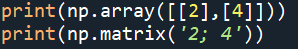 print(np.array([[2],[4]]))
print(np.matrix('2; 4'))